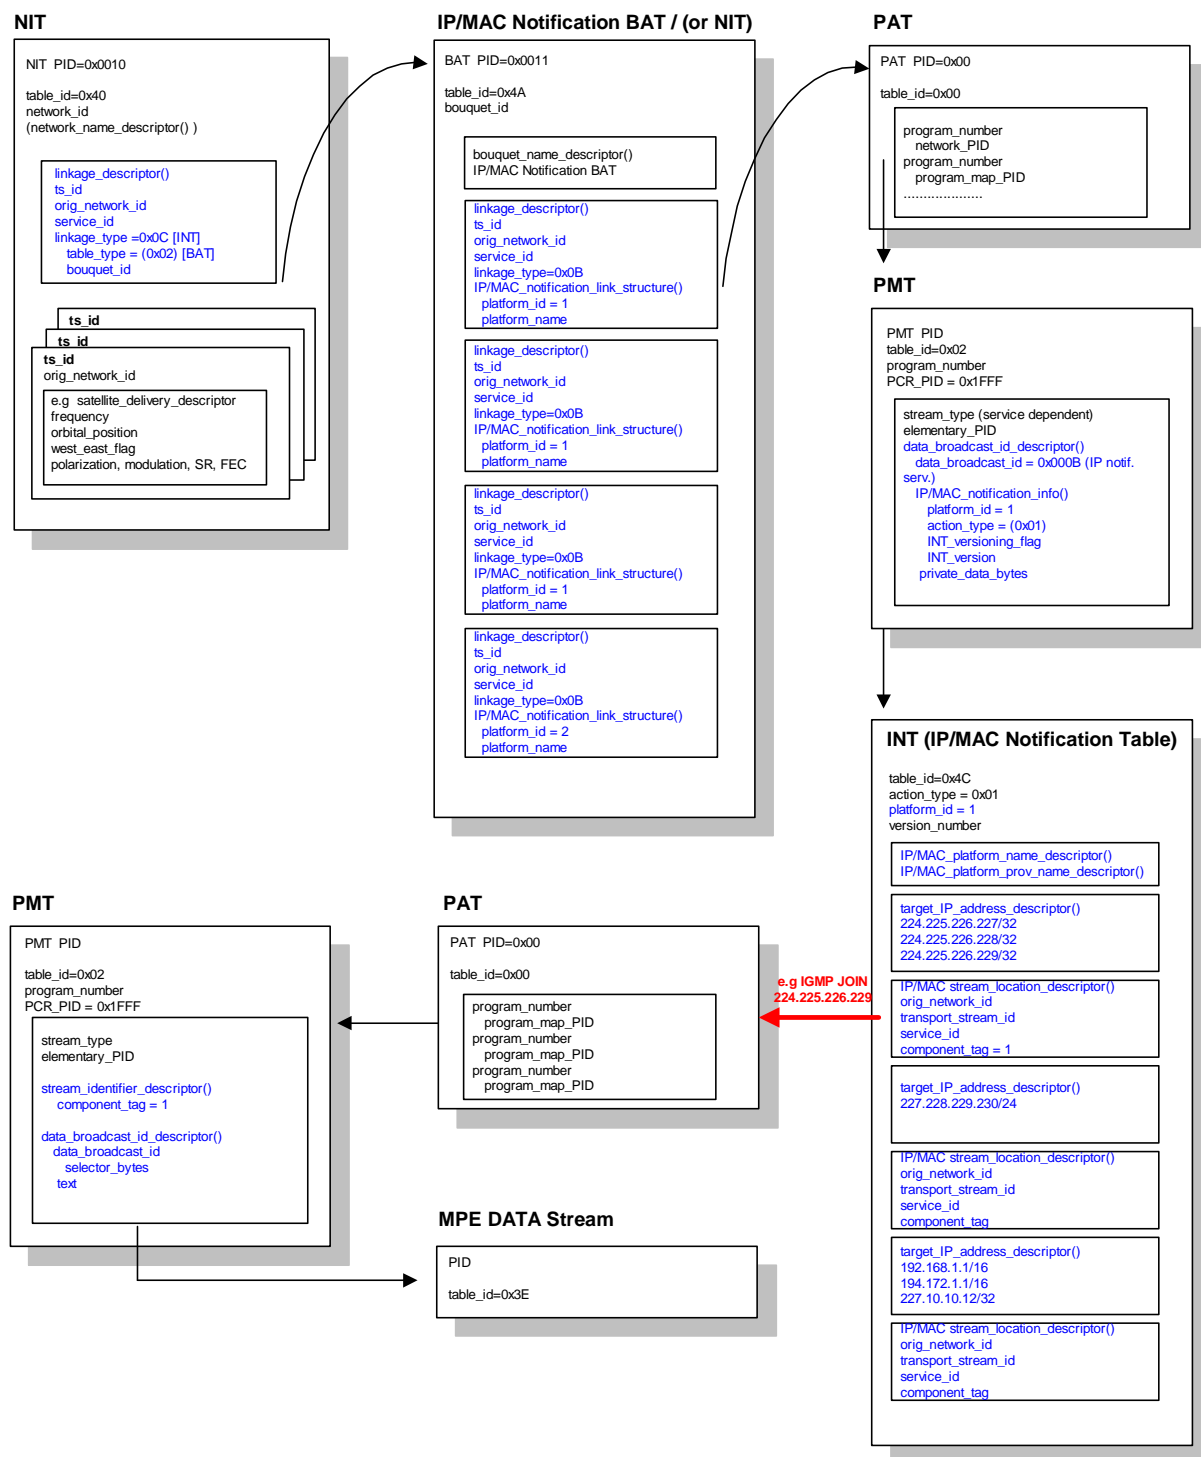 NIT
NIT PID=0x0010
table_id=0x40
network_id
(network_name_descriptor() )
linkage_descriptor()
ts_id
orig_network_id
service_id
linkage_type =0x0C [INT]
table_type = (0x02) [BAT]
bouquet_id
ts_id
ts_id
ts_id
orig_network_id
e.g satellite_delivery_descriptor
frequency
orbital_position
west_east_flag
polarization, modulation, SR, FEC
IP/MAC Notification BAT / (or NIT)
BAT PID=0x0011
table_id=0x4A
bouquet_id
bouquet_name_descriptor()
IP/MAC Notification BAT
linkage_descriptor()
ts_id
orig_network_id
service_id
linkage_type=0x0B
IP/MAC_notification_link_structure()
platform_id = 1
platform_name
linkage_descriptor()
ts_id
orig_network_id
service_id
linkage_type=0x0B
IP/MAC_notification_link_structure()
platform_id = 1
platform_name
linkage_descriptor()
ts_id
orig_network_id
service_id
linkage_type=0x0B
IP/MAC_notification_link_structure()
platform_id = 1
platform_name
linkage_descriptor()
ts_id
orig_network_id
service_id
linkage_type=0x0B
IP/MAC_notification_link_structure()
platform_id = 2
platform_name
PAT
PAT PID=0x00
table_id=0x00
program_number
network_PID
program_number
program_map_PID
....................
PMT
PMT PID
table_id=0x02
program_number
PCR_PID = 0x1FFF
stream_type (service dependent)
elementary_PID
data_broadcast_id_descriptor()
data_broadcast_id = 0x000B (IP notif.
serv.)
IP/MAC_notification_info()
platform_id = 1
action_type = (0x01)
INT_versioning_flag
INT_version
private_data_bytes
INT (IP/MAC Notification Table)
table_id=0x4C
action_type = 0x01
platform_id = 1
version_number
IP/MAC_platform_name_descriptor()
IP/MAC_platform_prov_name_descriptor()
target_IP_address_descriptor()
224.225.226.227/32
224.225.226.228/32
224.225.226.229/32
IP/MAC stream_location_descriptor()
orig_network_id
transport_stream_id
service_id
component_tag = 1
target_IP_address_descriptor()
227.228.229.230/24
IP/MAC stream_location_descriptor()
orig_network_id
transport_stream_id
service_id
component_tag
target_IP_address_descriptor()
192.168.1.1/16
194.172.1.1/16
227.10.10.12/32
IP/MAC stream_location_descriptor()
orig_network_id
transport_stream_id
service_id
component_tag
e.g IGMP JOIN
224.225.226.229
PAT
PAT PID=0x00
table_id=0x00
program_number
program_map_PID
program_number
program_map_PID
program_number
program_map_PID
PMT
PMT PID
table_id=0x02
program_number
PCR_PID = 0x1FFF
stream_type
elementary_PID
stream_identifier_descriptor()
component_tag = 1
data_broadcast_id_descriptor()
data_broadcast_id
selector_bytes
text
MPE DATA Stream
PID
table_id=0x3E